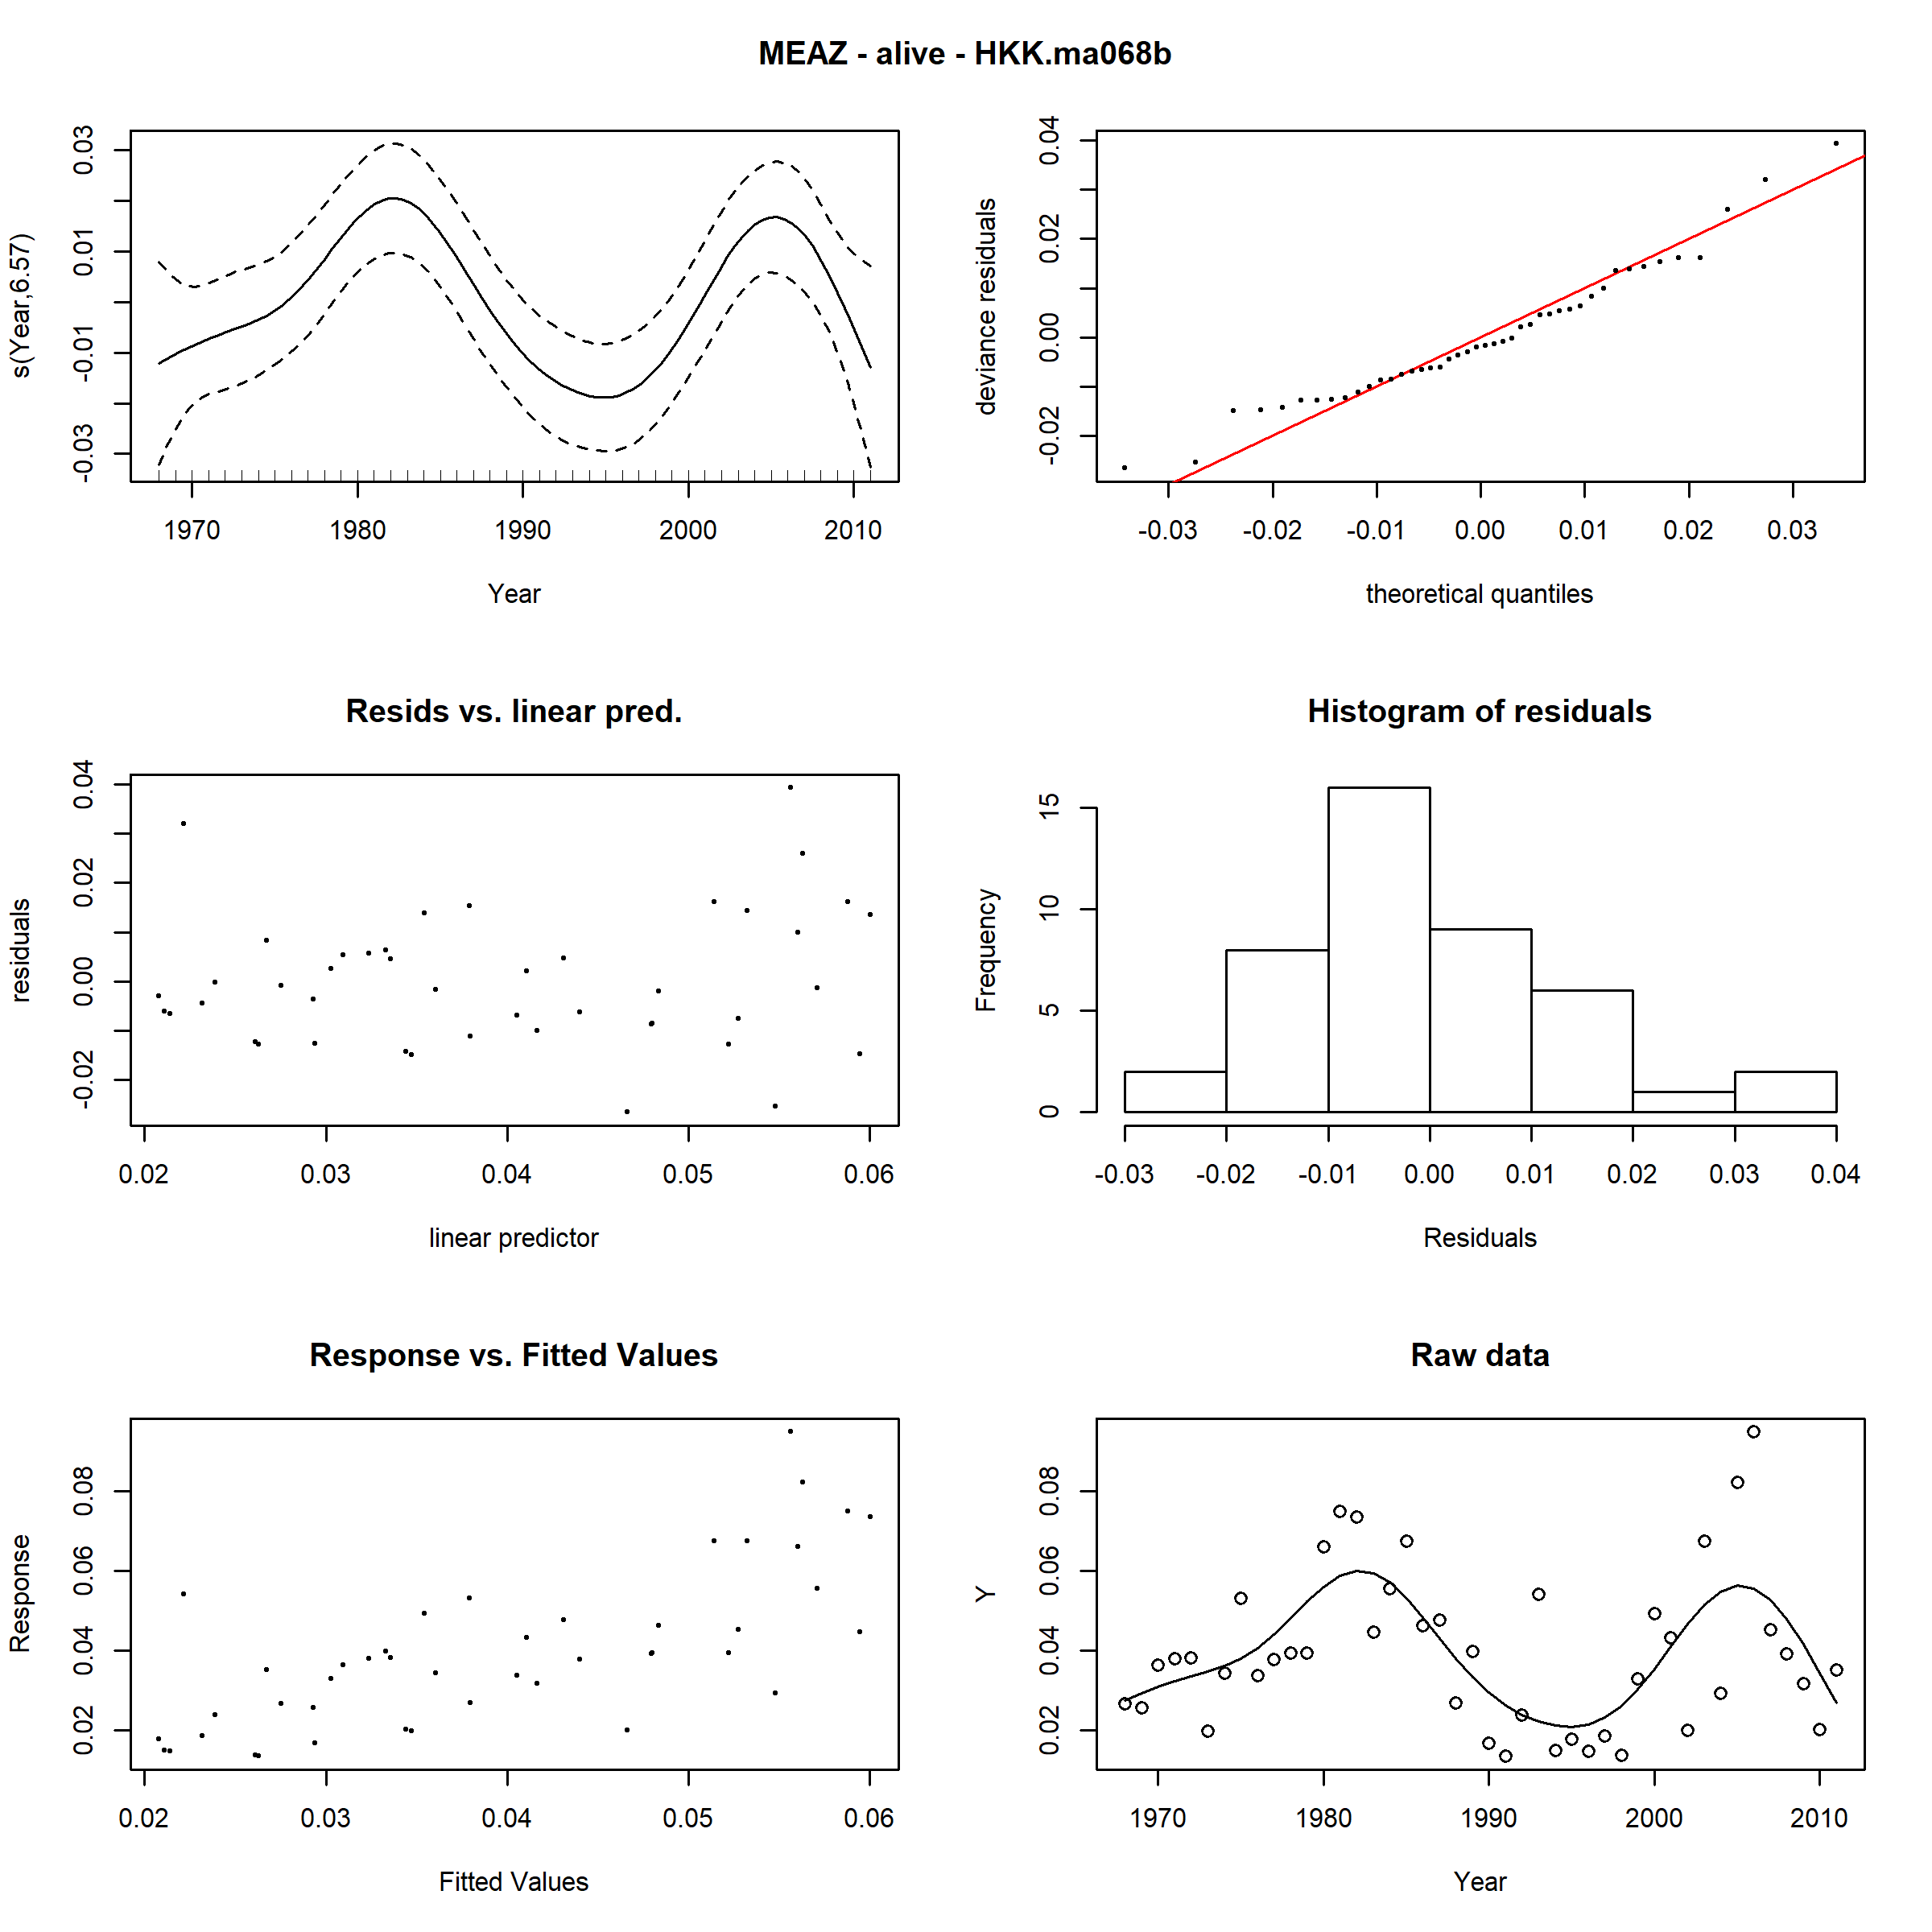 MEAZ - alive - HKK.ma068b
s(Year,6.57)
0.03
0.01
-0.01
-0.03
1970 1980 1990 2000 2010
Year
deviance residuals
0.04
0.02
0.00
-0.02
-0.03 -0.02 -0.01 0.00 0.01 0.02 0.03
theoretical quantiles
Resids vs. linear pred.
residuals
0.04
0.02
0.00
-0.02
0.02 0.03 0.04 0.05 0.06
linear predictor
Histogram of residuals
Frequency
15
10
5
0
-0.03 -0.02 -0.01 0.00 0.01 0.02 0.03 0.04
Residuals
Response vs. Fitted Values
Response
0.08
0.06
0.04
0.02
0.02 0.03 0.04 0.05 0.06
Fitted Values
Raw data
Y
0.08
0.06
0.04
0.02
1970 1980 1990 2000 2010
Year